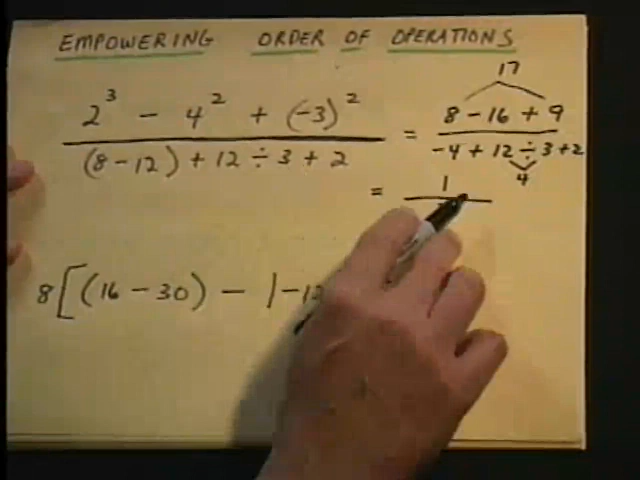 EMPOWERING ORDER OF OPERATIONS
17
2³ - 4² + (-3)² = 8 - 16 + 9
(8 - 12) + 12 ÷ 3 + 2   -4 + 12 ÷ 3 + 2
4
= 1
8[(16 - 30) - |-12